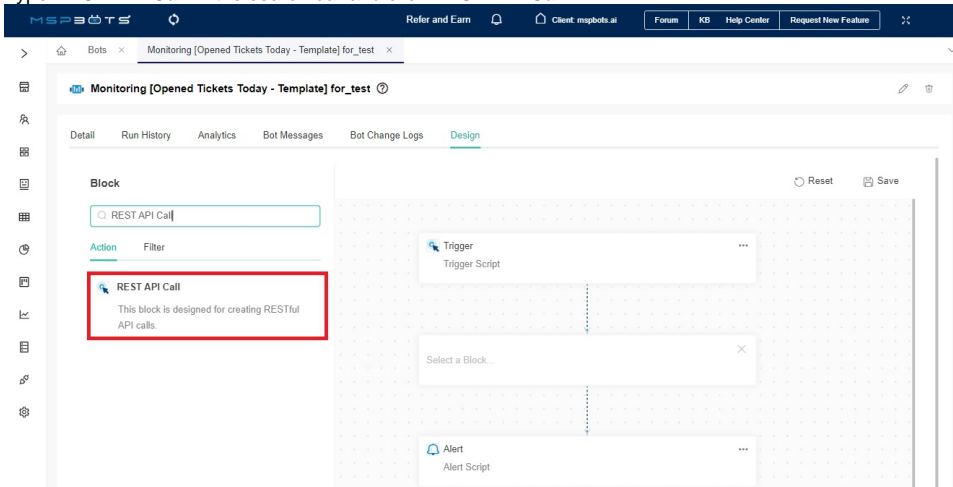 MSPBOTS Refer and Earn Client: mspbots.ai Forum KB Help Center Request New Feature
Bots × Monitoring [Opened Tickets Today - Template] for_test ×
Monitoring [Opened Tickets Today - Template] for_test
Detail Run History Analytics Bot Messages Bot Change Logs Design
Block Reset Save
REST API Call
Action Filter
Trigger
Trigger Script
REST API Call
This block is designed for creating RESTful
API calls.
Select a Block...
Alert
Alert Script